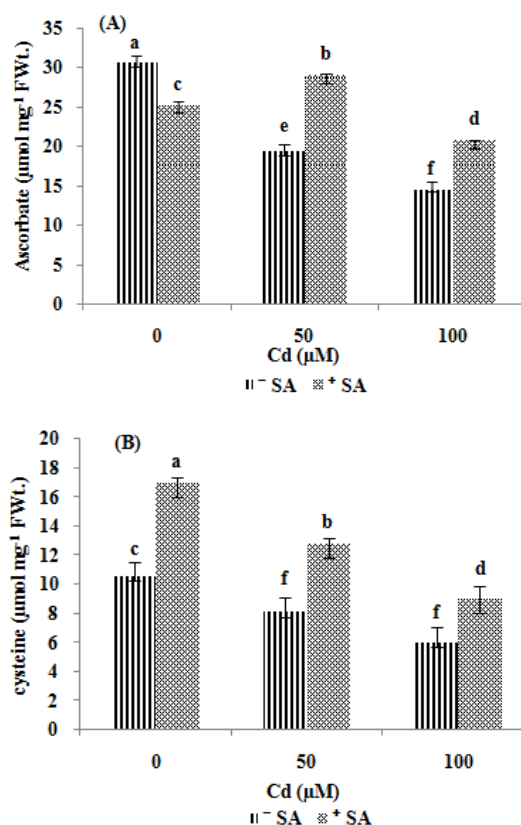 (A)
Ascorbate (µmol mg⁻¹ FWt.)
35
30
25
20
15
10
5
0
a
c
e
b
f
d
0
50
100
Cd (µM)
⁻ SA
⁺ SA
(B)
cysteine (µmol mg⁻¹ FWt.)
20
18
16
14
12
10
8
6
4
2
0
c
a
f
b
f
d
0
50
100
Cd (µM)
⁻ SA
⁺ SA